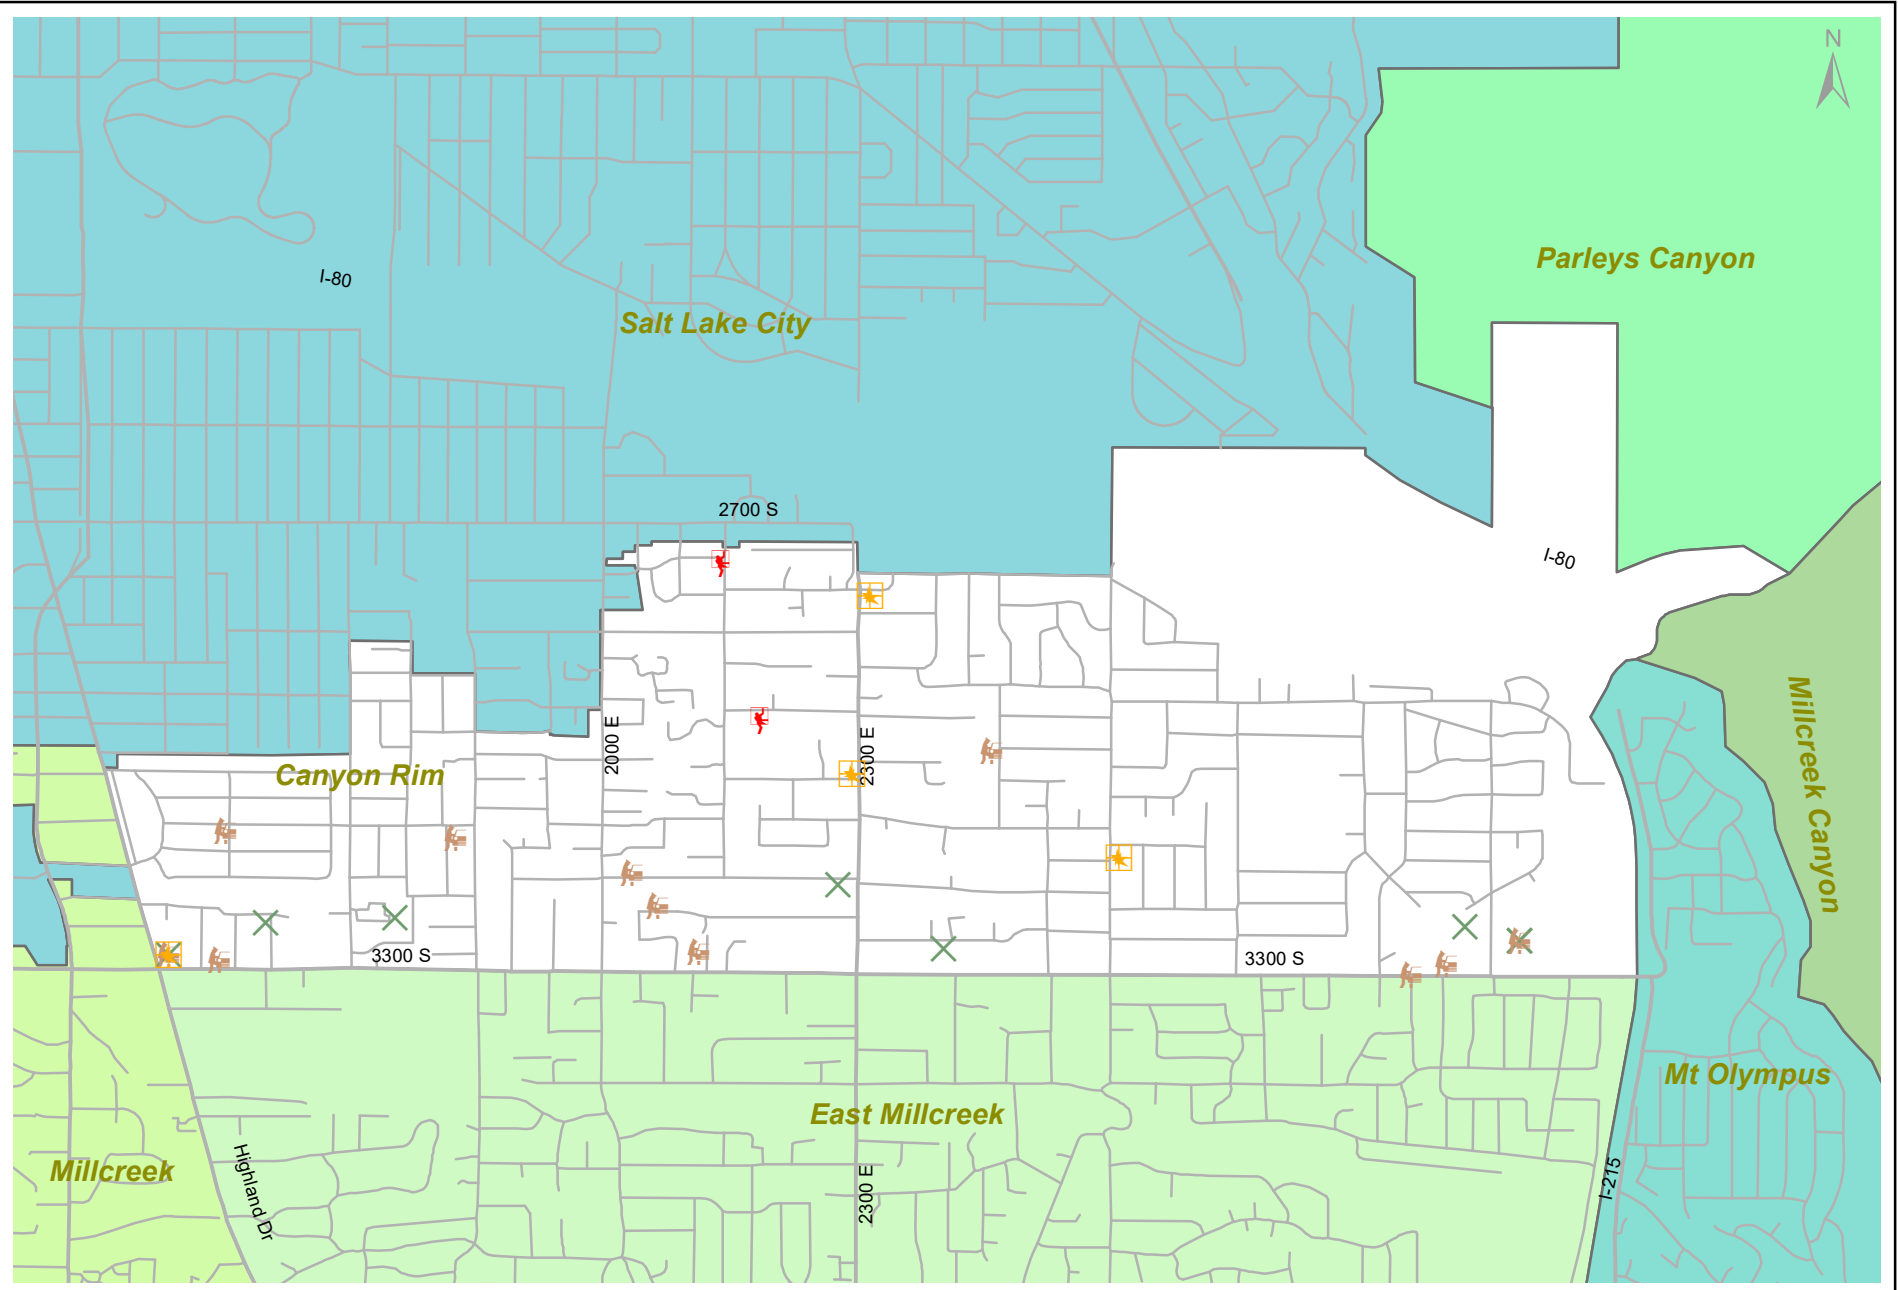 N
Parleys Canyon
I-80
Salt Lake City
2700 S
I-80
Millcreek Canyon
2000 E
2300 E
Canyon Rim
3300 S
3300 S
Mt Olympus
East Millcreek
Millcreek
Highland Dr
2300 E
I-215